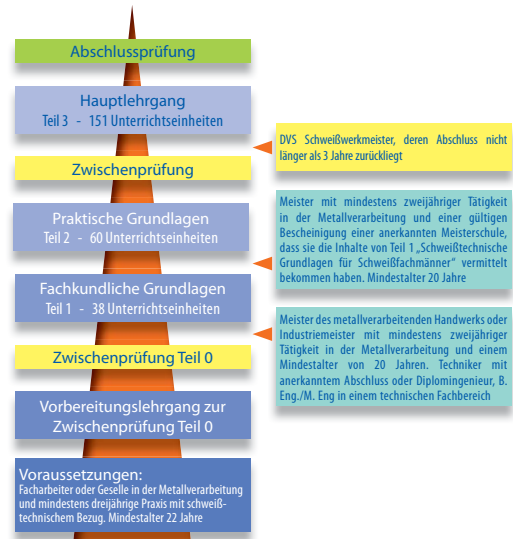 Abschlussprüfung
Hauptlehrgang
Teil 3 - 151 Unterrichtseinheiten
DVS Schweißwerkmeister, deren Abschluss nicht
länger als 3 Jahre zurückliegt
Zwischenprüfung
Praktische Grundlagen
Teil 2 - 60 Unterrichtseinheiten
Meister mit mindestens zweijähriger Tätigkeit
in der Metallverarbeitung und einer gültigen
Bescheinigung einer anerkannten Meisterschule,
dass sie die Inhalte von Teil 1 „Schweißtechnische
Grundlagen für Schweißfachmänner“ vermittelt
bekommen haben. Mindestalter 20 Jahre
Fachkundliche Grundlagen
Teil 1 - 38 Unterrichtseinheiten
Meister des metallverarbeitenden Handwerks oder
Industriemeister mit mindestens zweijähriger
Tätigkeit in der Metallverarbeitung und einem
Mindestalter von 20 Jahren. Techniker mit
anerkanntem Abschluss oder Diplomingenieur, B.
Eng./M. Eng in einem technischen Fachbereich
Zwischenprüfung Teil 0
Vorbereitungslehrgang zur
Zwischenprüfung Teil 0
Voraussetzungen:
Facharbeiter oder Geselle in der Metallverarbeitung
und mindestens dreijährige Praxis mit schweiß-
technischem Bezug. Mindestalter 22 Jahre